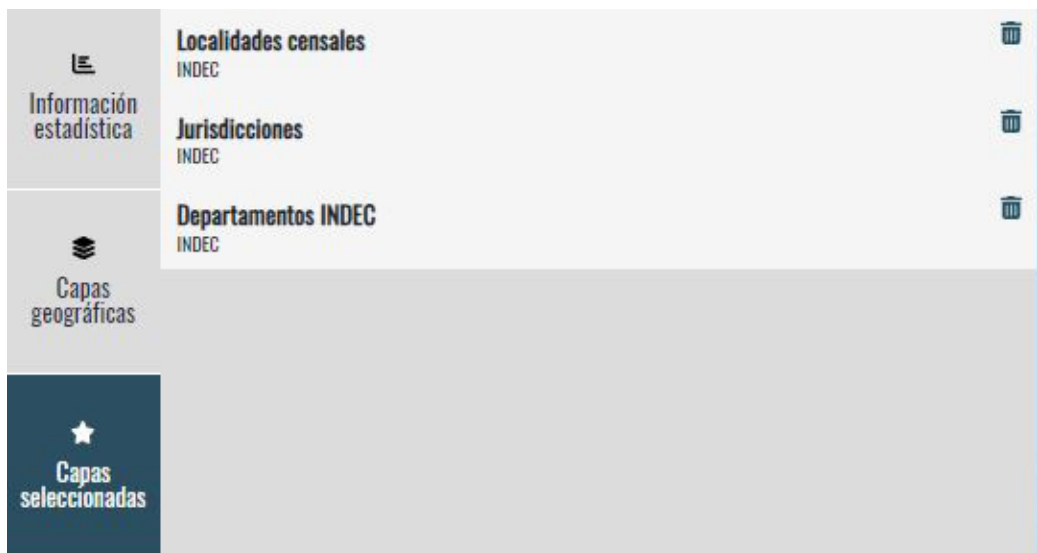 Información
estadística
Capas
geográficas
Capas
seleccionadas
Localidades censales
INDEC
Jurisdicciones
INDEC
Departamentos INDEC
INDEC